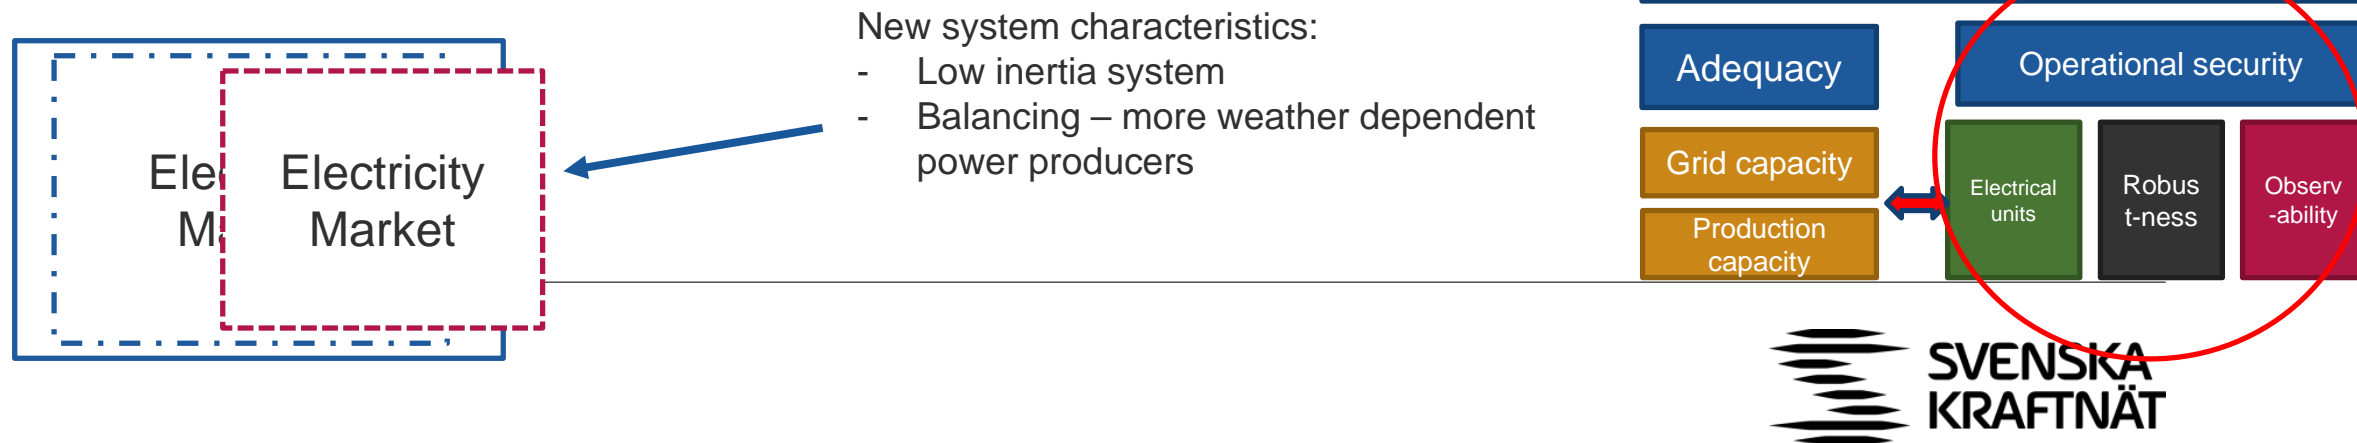 New system characteristics:
- Low inertia system
- Balancing – more weather dependent
power producers
Ele
Ma
Electricity
Market
Adequacy
Operational security
Grid capacity
Production
capacity
Electrical
units
Robus
t-ness
Observ
-ability
SVENSKA
KRAFTNÄT